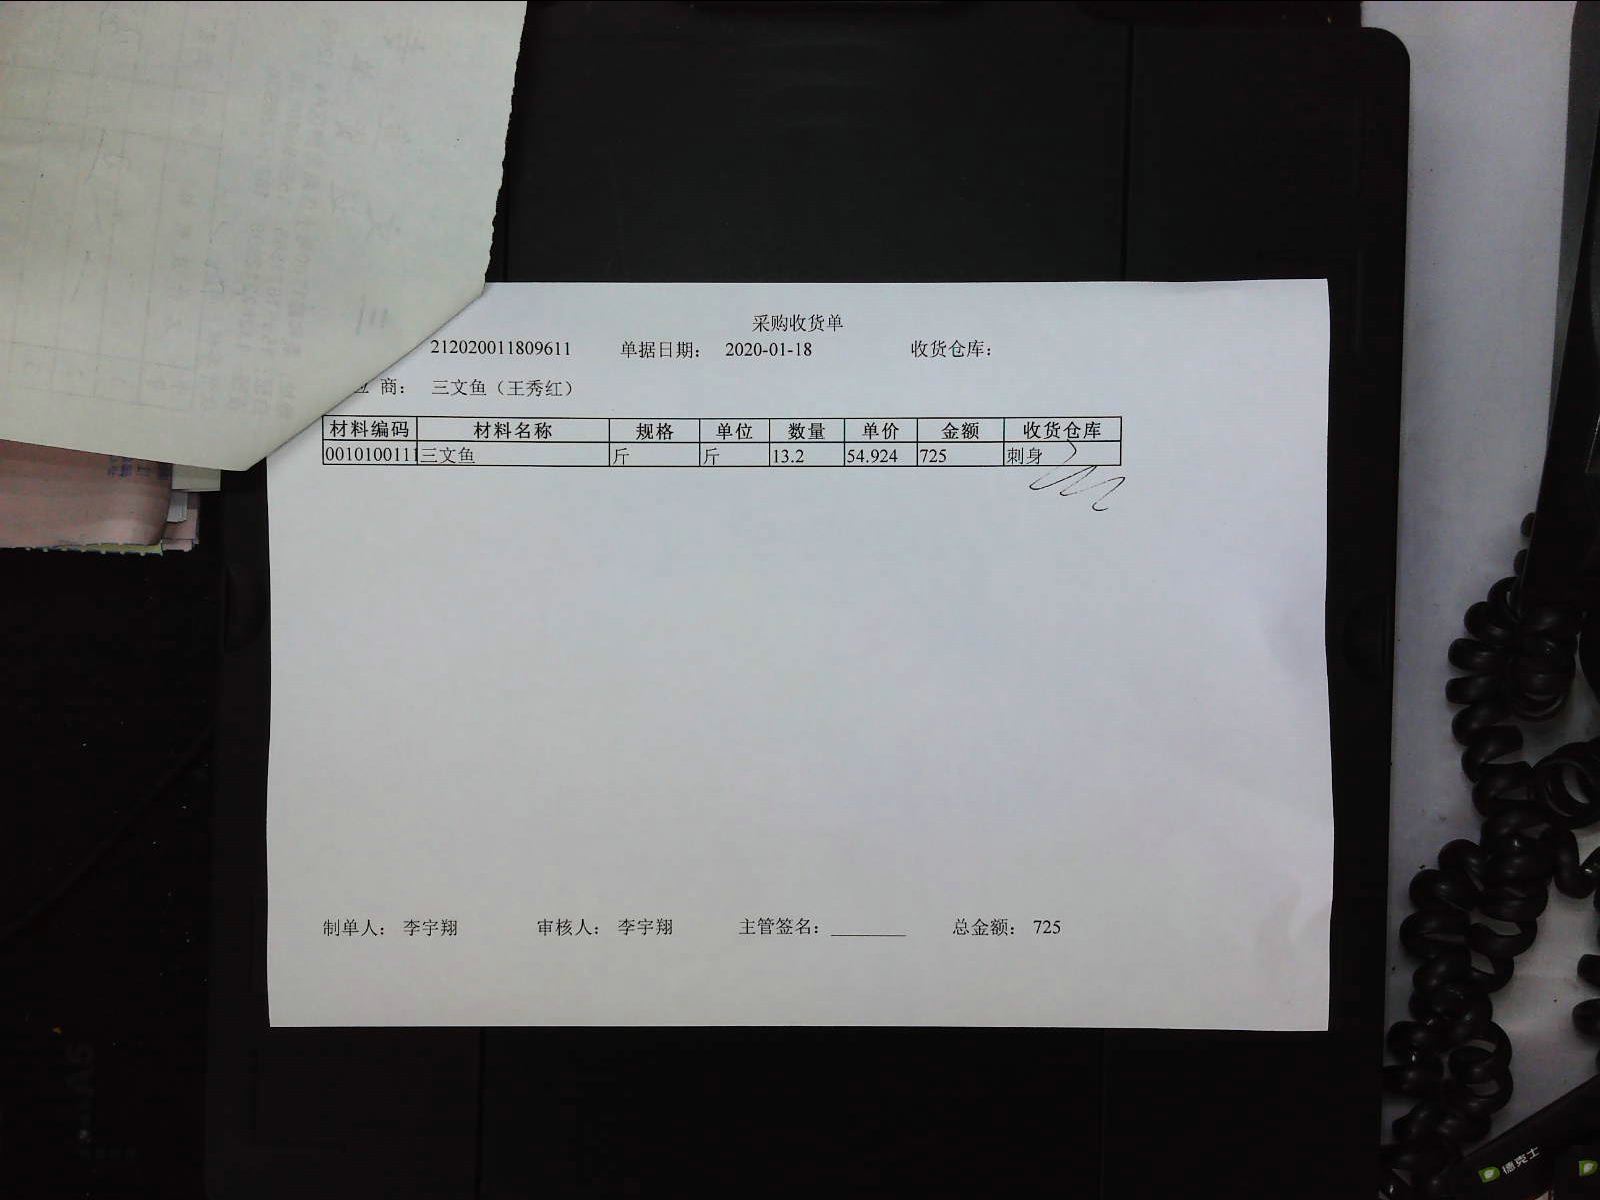 采购收货单
212020011809611 单据日期： 2020-01-18 收货仓库：
商： 三文鱼（王秀红）
材料编码 材料名称 规格 单位 数量 单价 金额 收货仓库
0010100111 三文鱼 斤 斤 13.2 54.924 725 刺身
制单人： 李宇翔 审核人： 李宇翔 主管签名：________ 总金额： 725
德克士